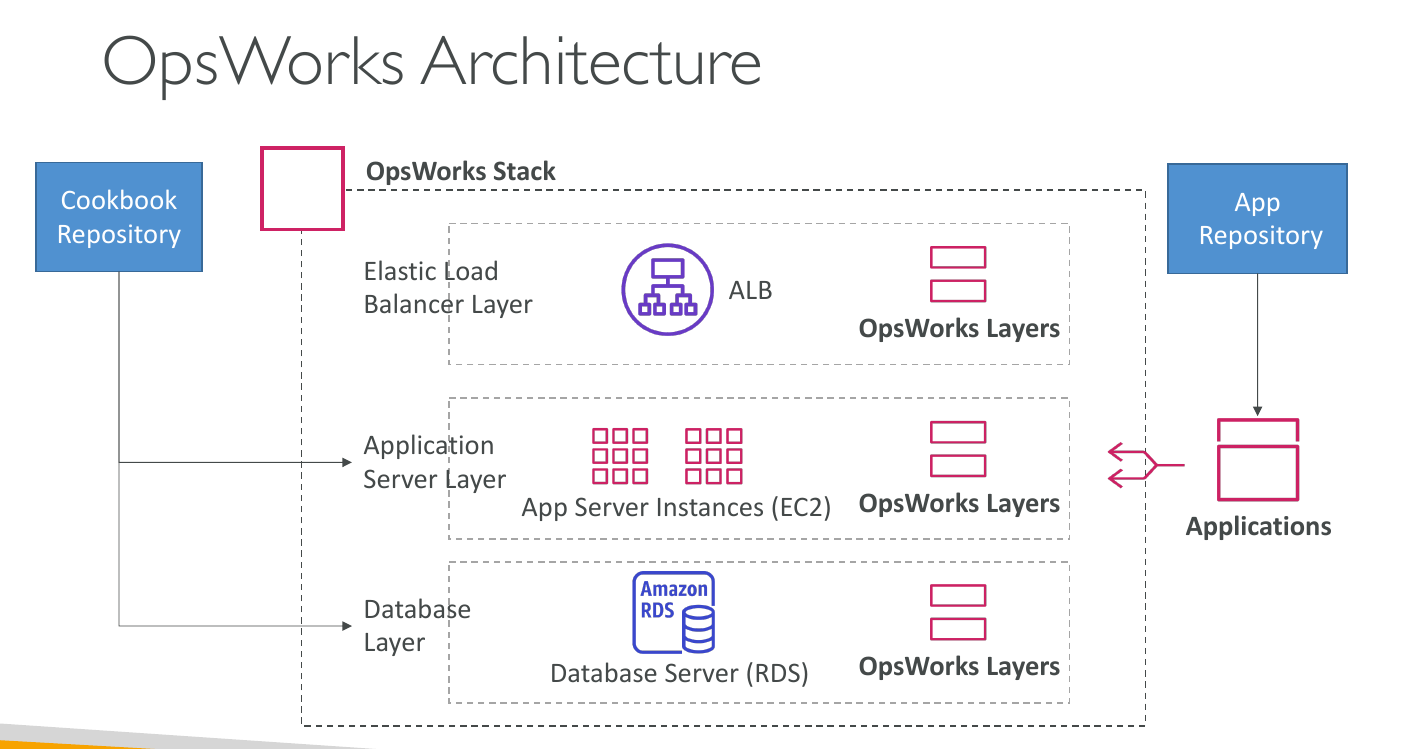 OpsWorks Architecture
Cookbook
Repository
OpsWorks Stack
App
Repository
Elastic Load
Balancer Layer
ALB
OpsWorks Layers
Application
Server Layer
App Server Instances (EC2)
OpsWorks Layers
Applications
Database
Layer
Amazon
RDS
Database Server (RDS)
OpsWorks Layers